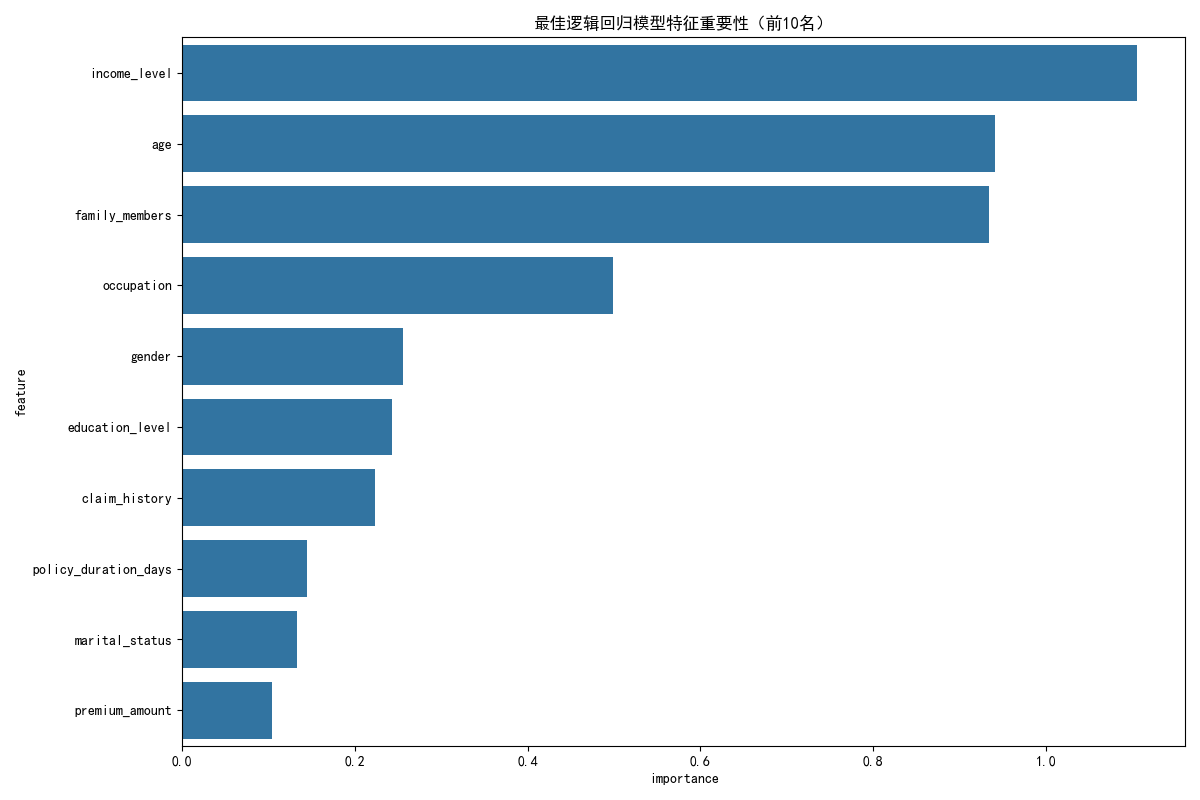 最佳逻辑回归模型特征重要性（前10名）
income_level
age
family_members
occupation
gender
education_level
claim_history
policy_duration_days
marital_status
premium_amount
feature
0.0 0.2 0.4 0.6 0.8 1.0
importance